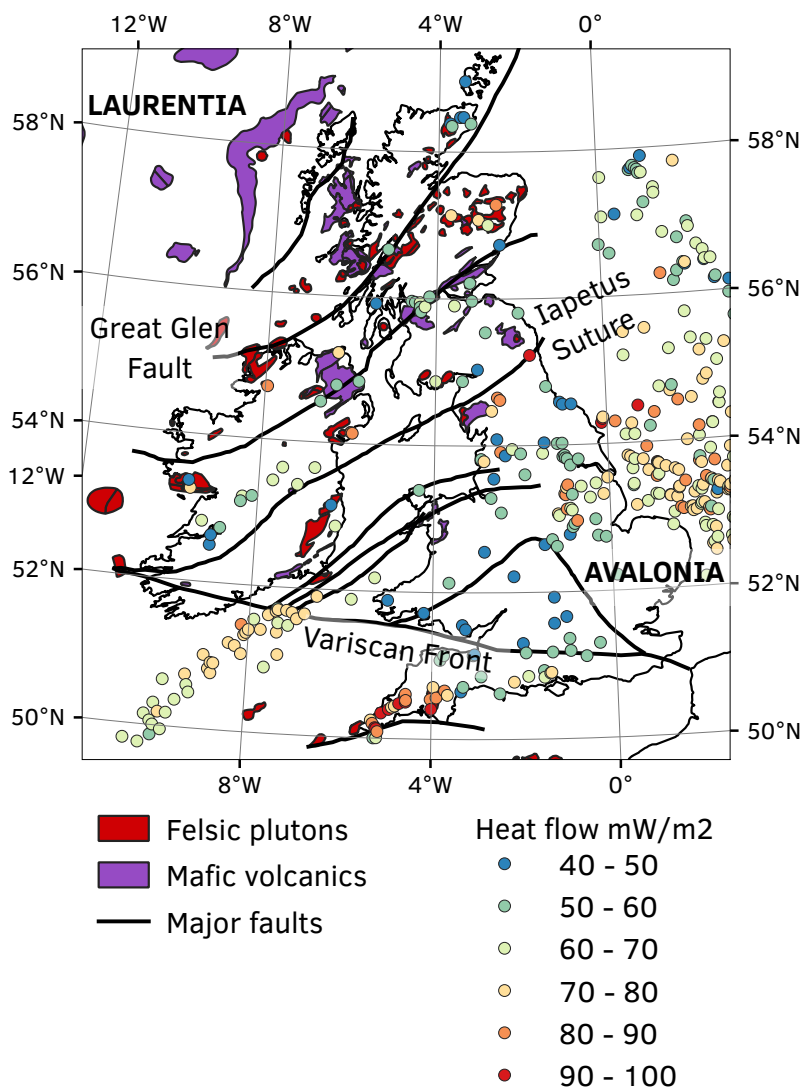 12°W 8°W 4°W 0°
LAURENTIA
58°N 58°N
56°N 56°N
Iapetus
Suture
Great Glen
Fault
54°N 54°N
12°W
52°N 52°N
AVALONIA
Variscan Front
50°N 50°N
8°W 4°W 0°
Felsic plutons
Mafic volcanics
Major faults
Heat flow mW/m2
40 - 50
50 - 60
60 - 70
70 - 80
80 - 90
90 - 100